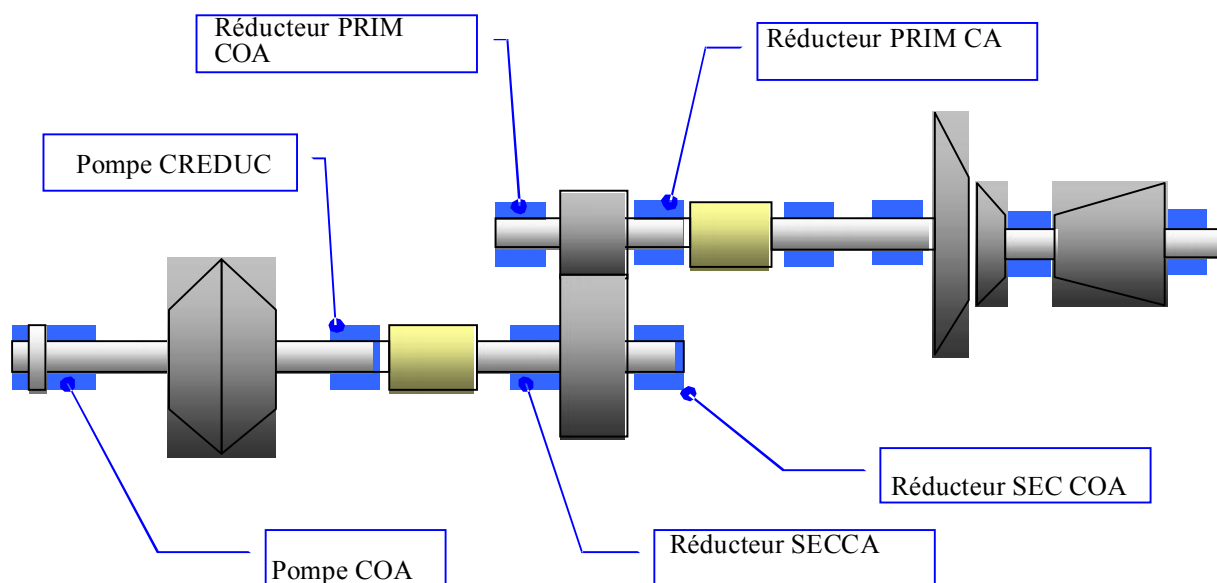 Réducteur PRIM
COA
Réducteur PRIM CA
Pompe CREDUC
Réducteur SEC COA
Réducteur SECCA
Pompe COA